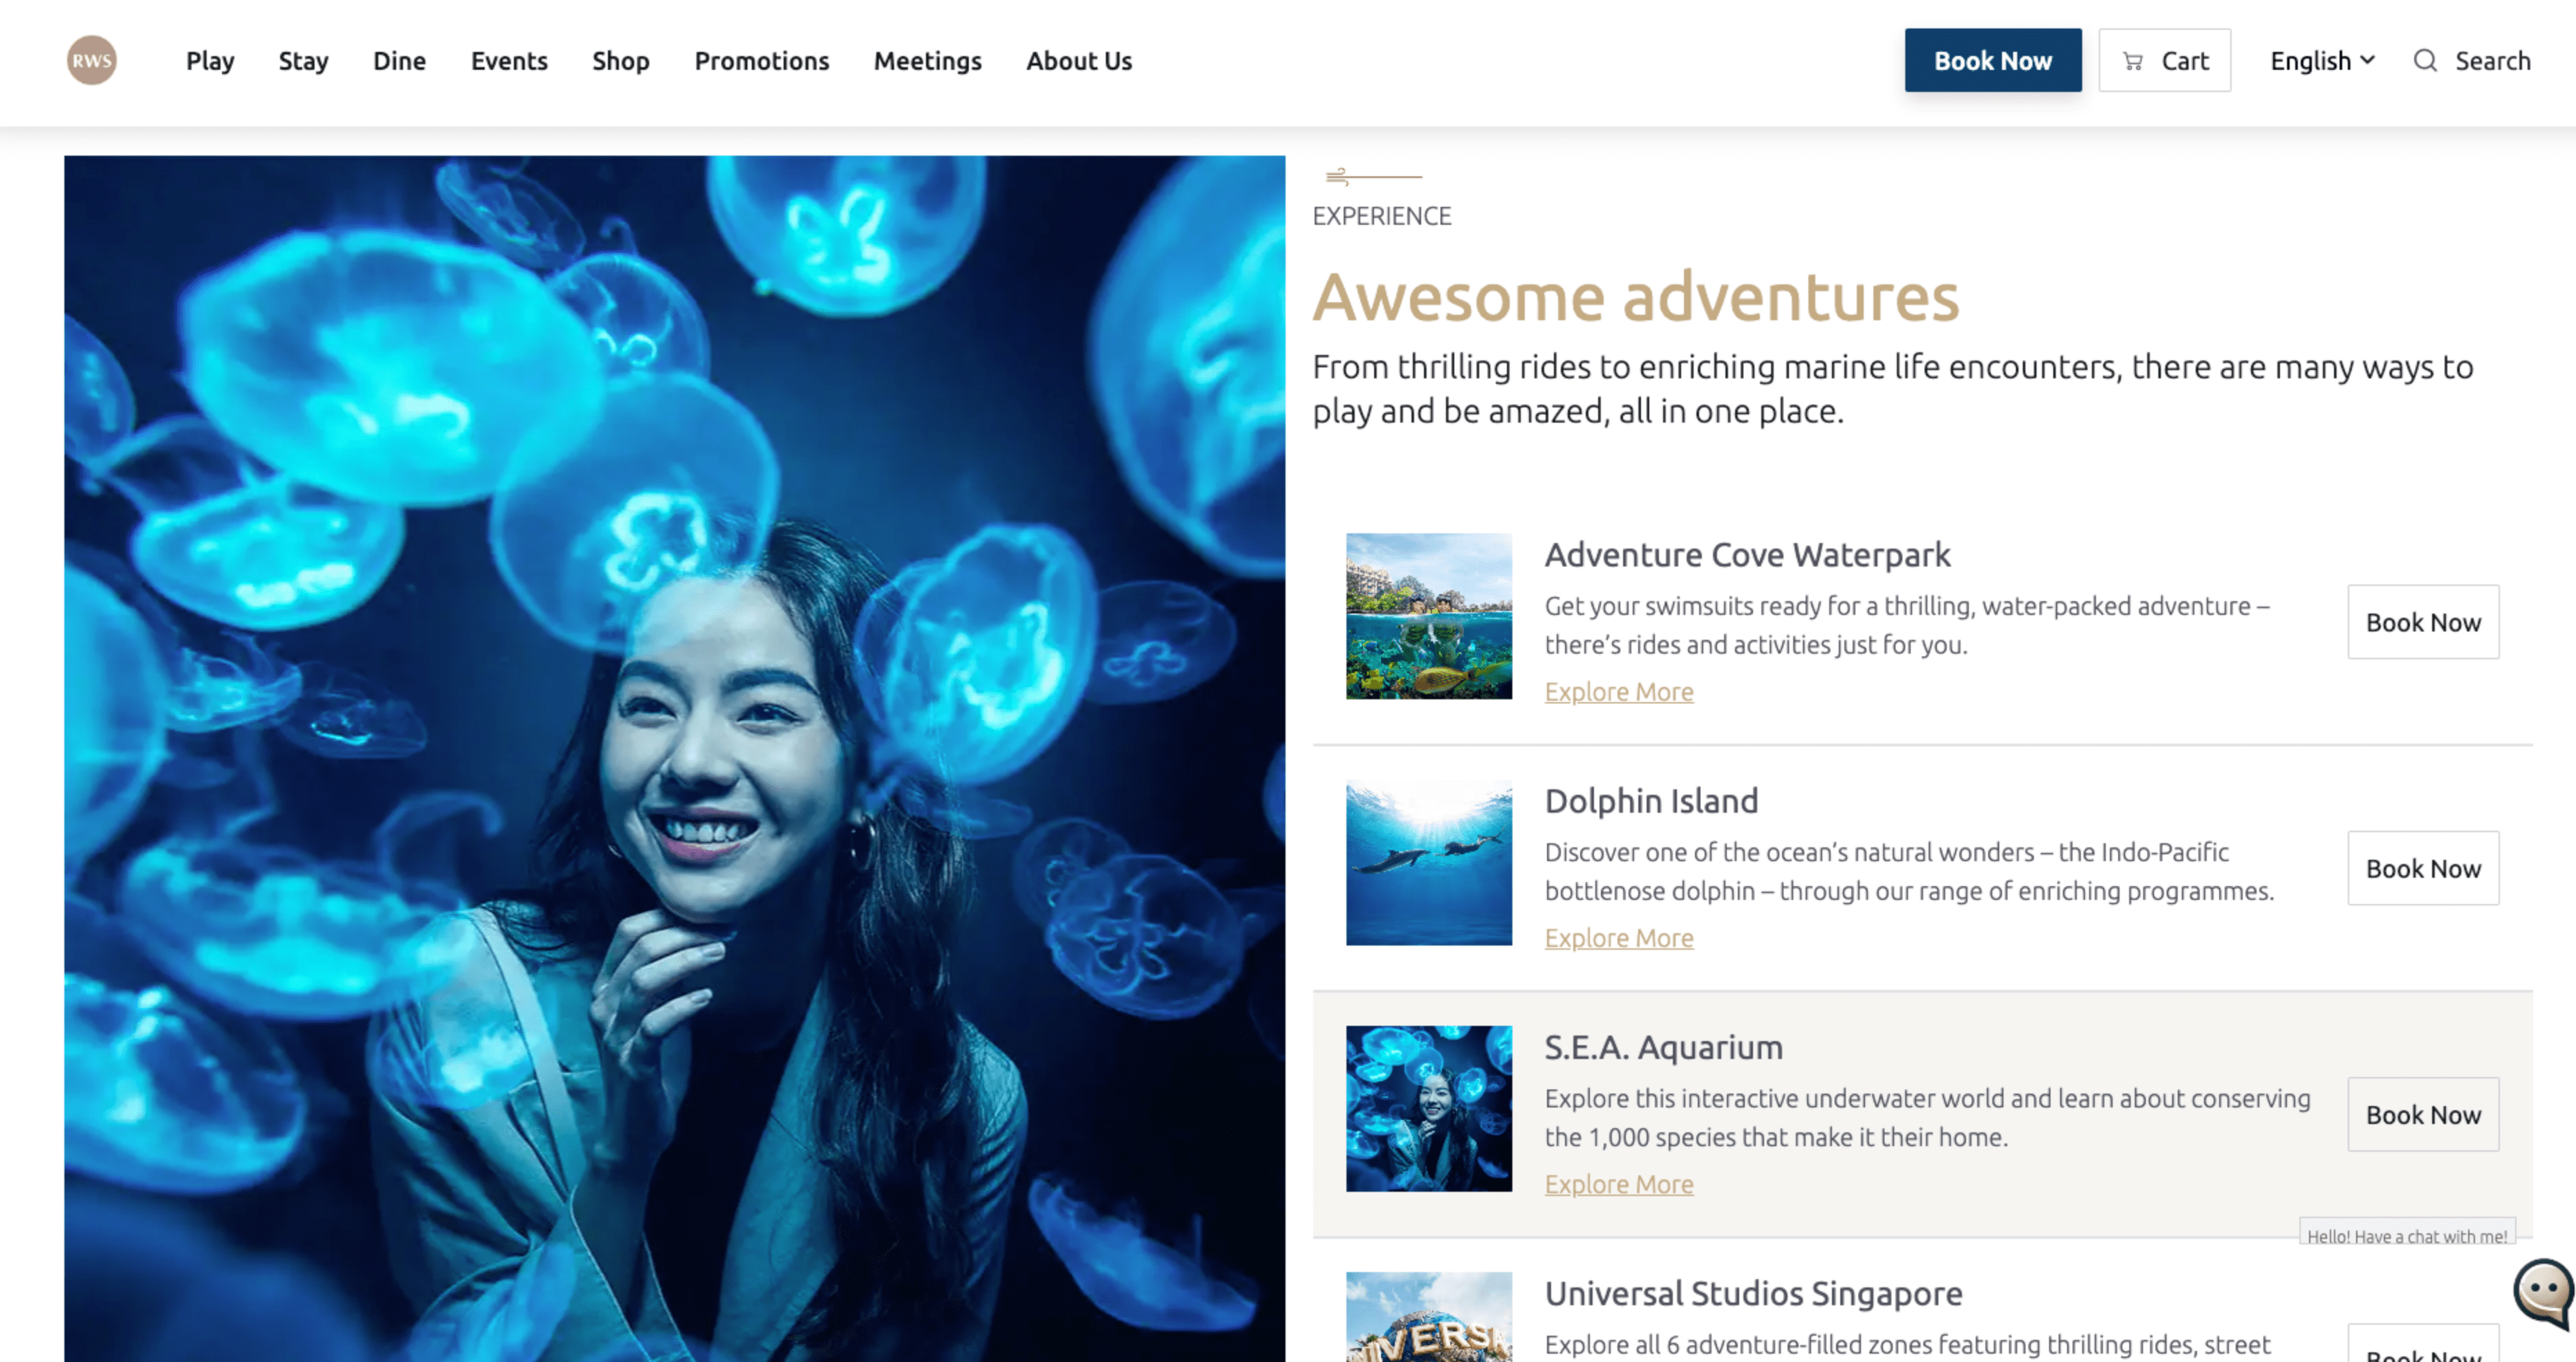 RWS
Play
Stay
Dine
Events
Shop
Promotions
Meetings
About Us
Book Now
Cart
English
Search
EXPERIENCE
Awesome adventures
From thrilling rides to enriching marine life encounters, there are many ways to
play and be amazed, all in one place.
Adventure Cove Waterpark
Get your swimsuits ready for a thrilling, water-packed adventure –
there’s rides and activities just for you.
Explore More
Book Now
Dolphin Island
Discover one of the ocean’s natural wonders – the Indo-Pacific
bottlenose dolphin – through our range of enriching programmes.
Explore More
Book Now
S.E.A. Aquarium
Explore this interactive underwater world and learn about conserving
the 1,000 species that make it their home.
Explore More
Book Now
Hello! Have a chat with me!
Universal Studios Singapore
Explore all 6 adventure-filled zones featuring thrilling rides, street
Book Now
IVERSA